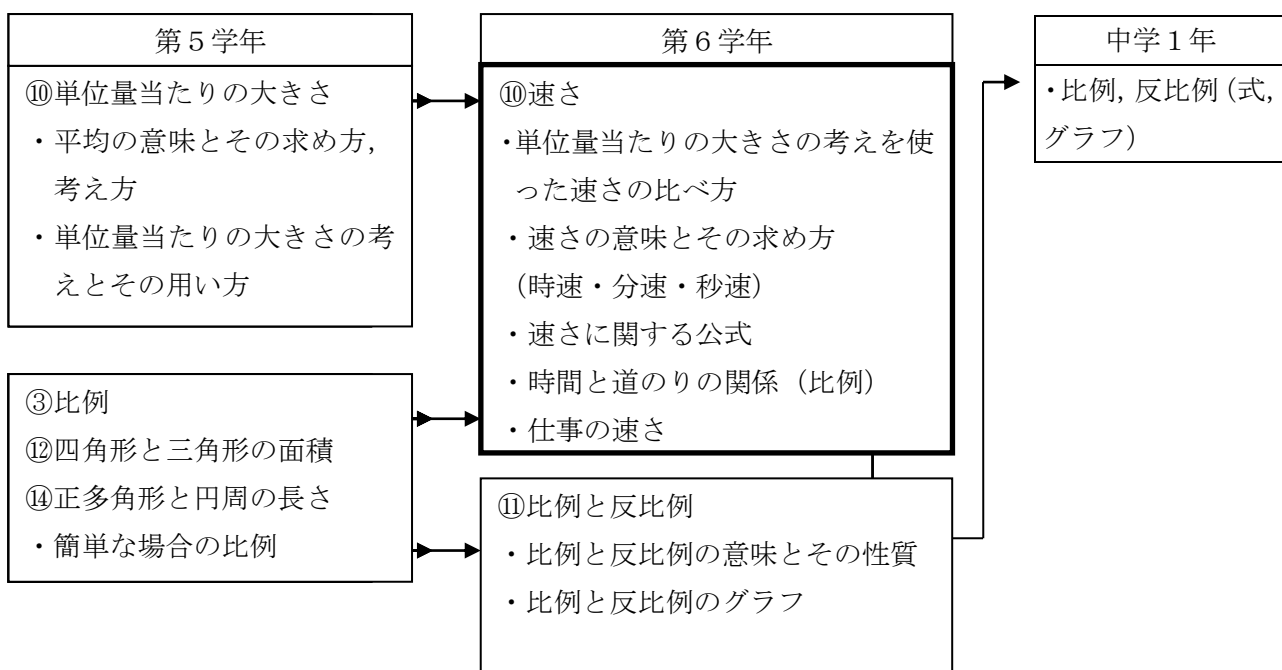 第５学年
⑩単位量当たりの大きさ
・平均の意味とその求め方，
考え方
・単位量当たりの大きさの考
えとその用い方
③比例
⑫四角形と三角形の面積
⑭正多角形と円周の長さ
・簡単な場合の比例
第６学年
⑩速さ
・単位量当たりの大きさの考えを使
った速さの比べ方
・速さの意味とその求め方
（時速・分速・秒速）
・速さに関する公式
・時間と道のりの関係（比例）
・仕事の速さ
⑪比例と反比例
・比例と反比例の意味とその性質
・比例と反比例のグラフ
中学１年
・比例，反比例（式，
グラフ）